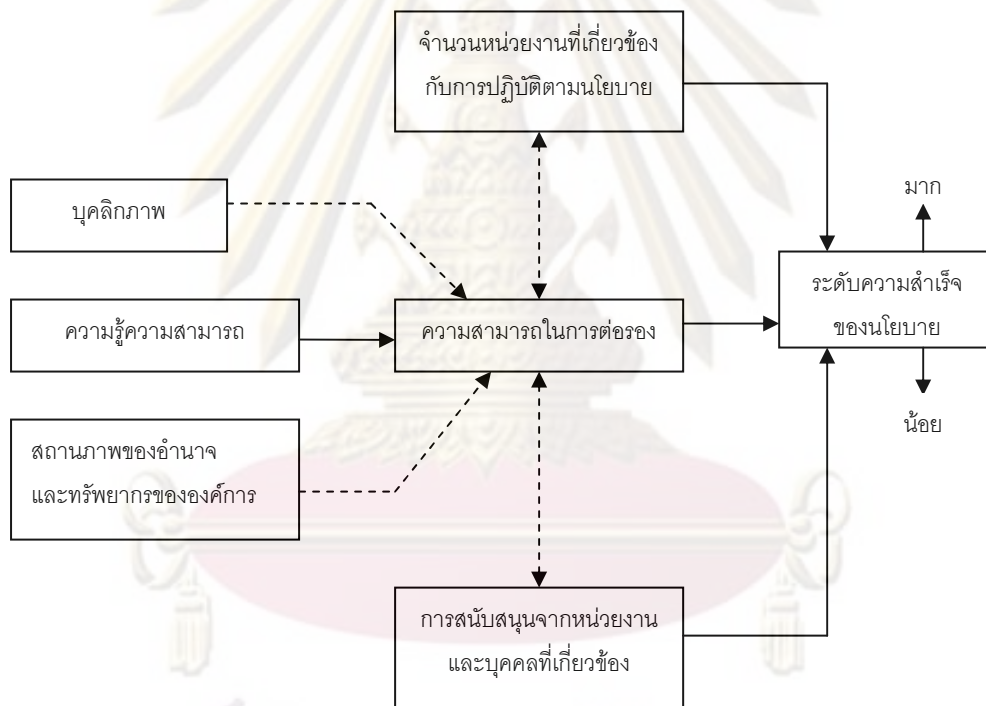 จำนวนหน่วยงานที่เกี่ยวข้อง
กับการปฏิบัติตามนโยบาย
บุคลิกภาพ
มาก
ระดับความสำเร็จ
ของนโยบาย
ความรู้ความสามารถ
ความสามารถในการต่อรอง
น้อย
สถานภาพของอำนาจ
และทรัพยากรขององค์การ
การสนับสนุนจากหน่วยงาน
และบุคคลที่เกี่ยวข้อง